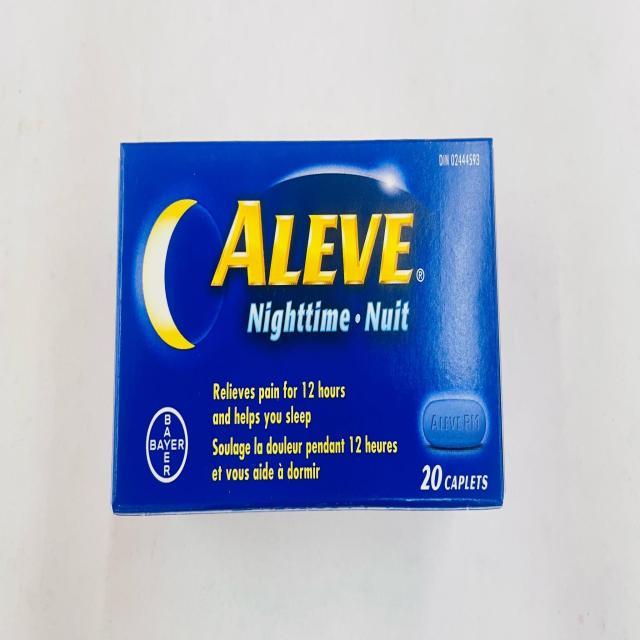 DIN 02444593
ALEVE®
Nighttime • Nuit
Relieves pain for 12 hours
and helps you sleep
Soulage la douleur pendant 12 heures
et vous aide à dormir
BAYER
BAYER
ALEVE PM
20 CAPLETS